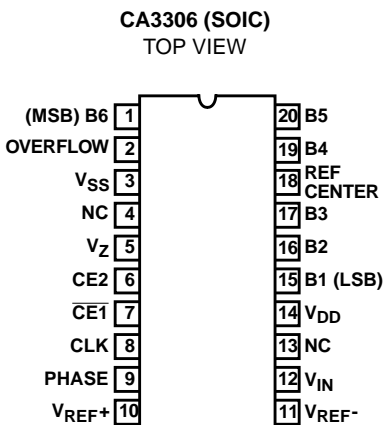 CA3306 (SOIC)
TOP VIEW
(MSB) B6 1 20 B5
OVERFLOW 2 19 B4
VSS 3 18 REF CENTER
NC 4 17 B3
VZ 5 16 B2
CE2 6 15 B1 (LSB)
C̅E̅1̅ 7 14 VDD
CLK 8 13 NC
PHASE 9 12 VIN
VREF+ 10 11 VREF-